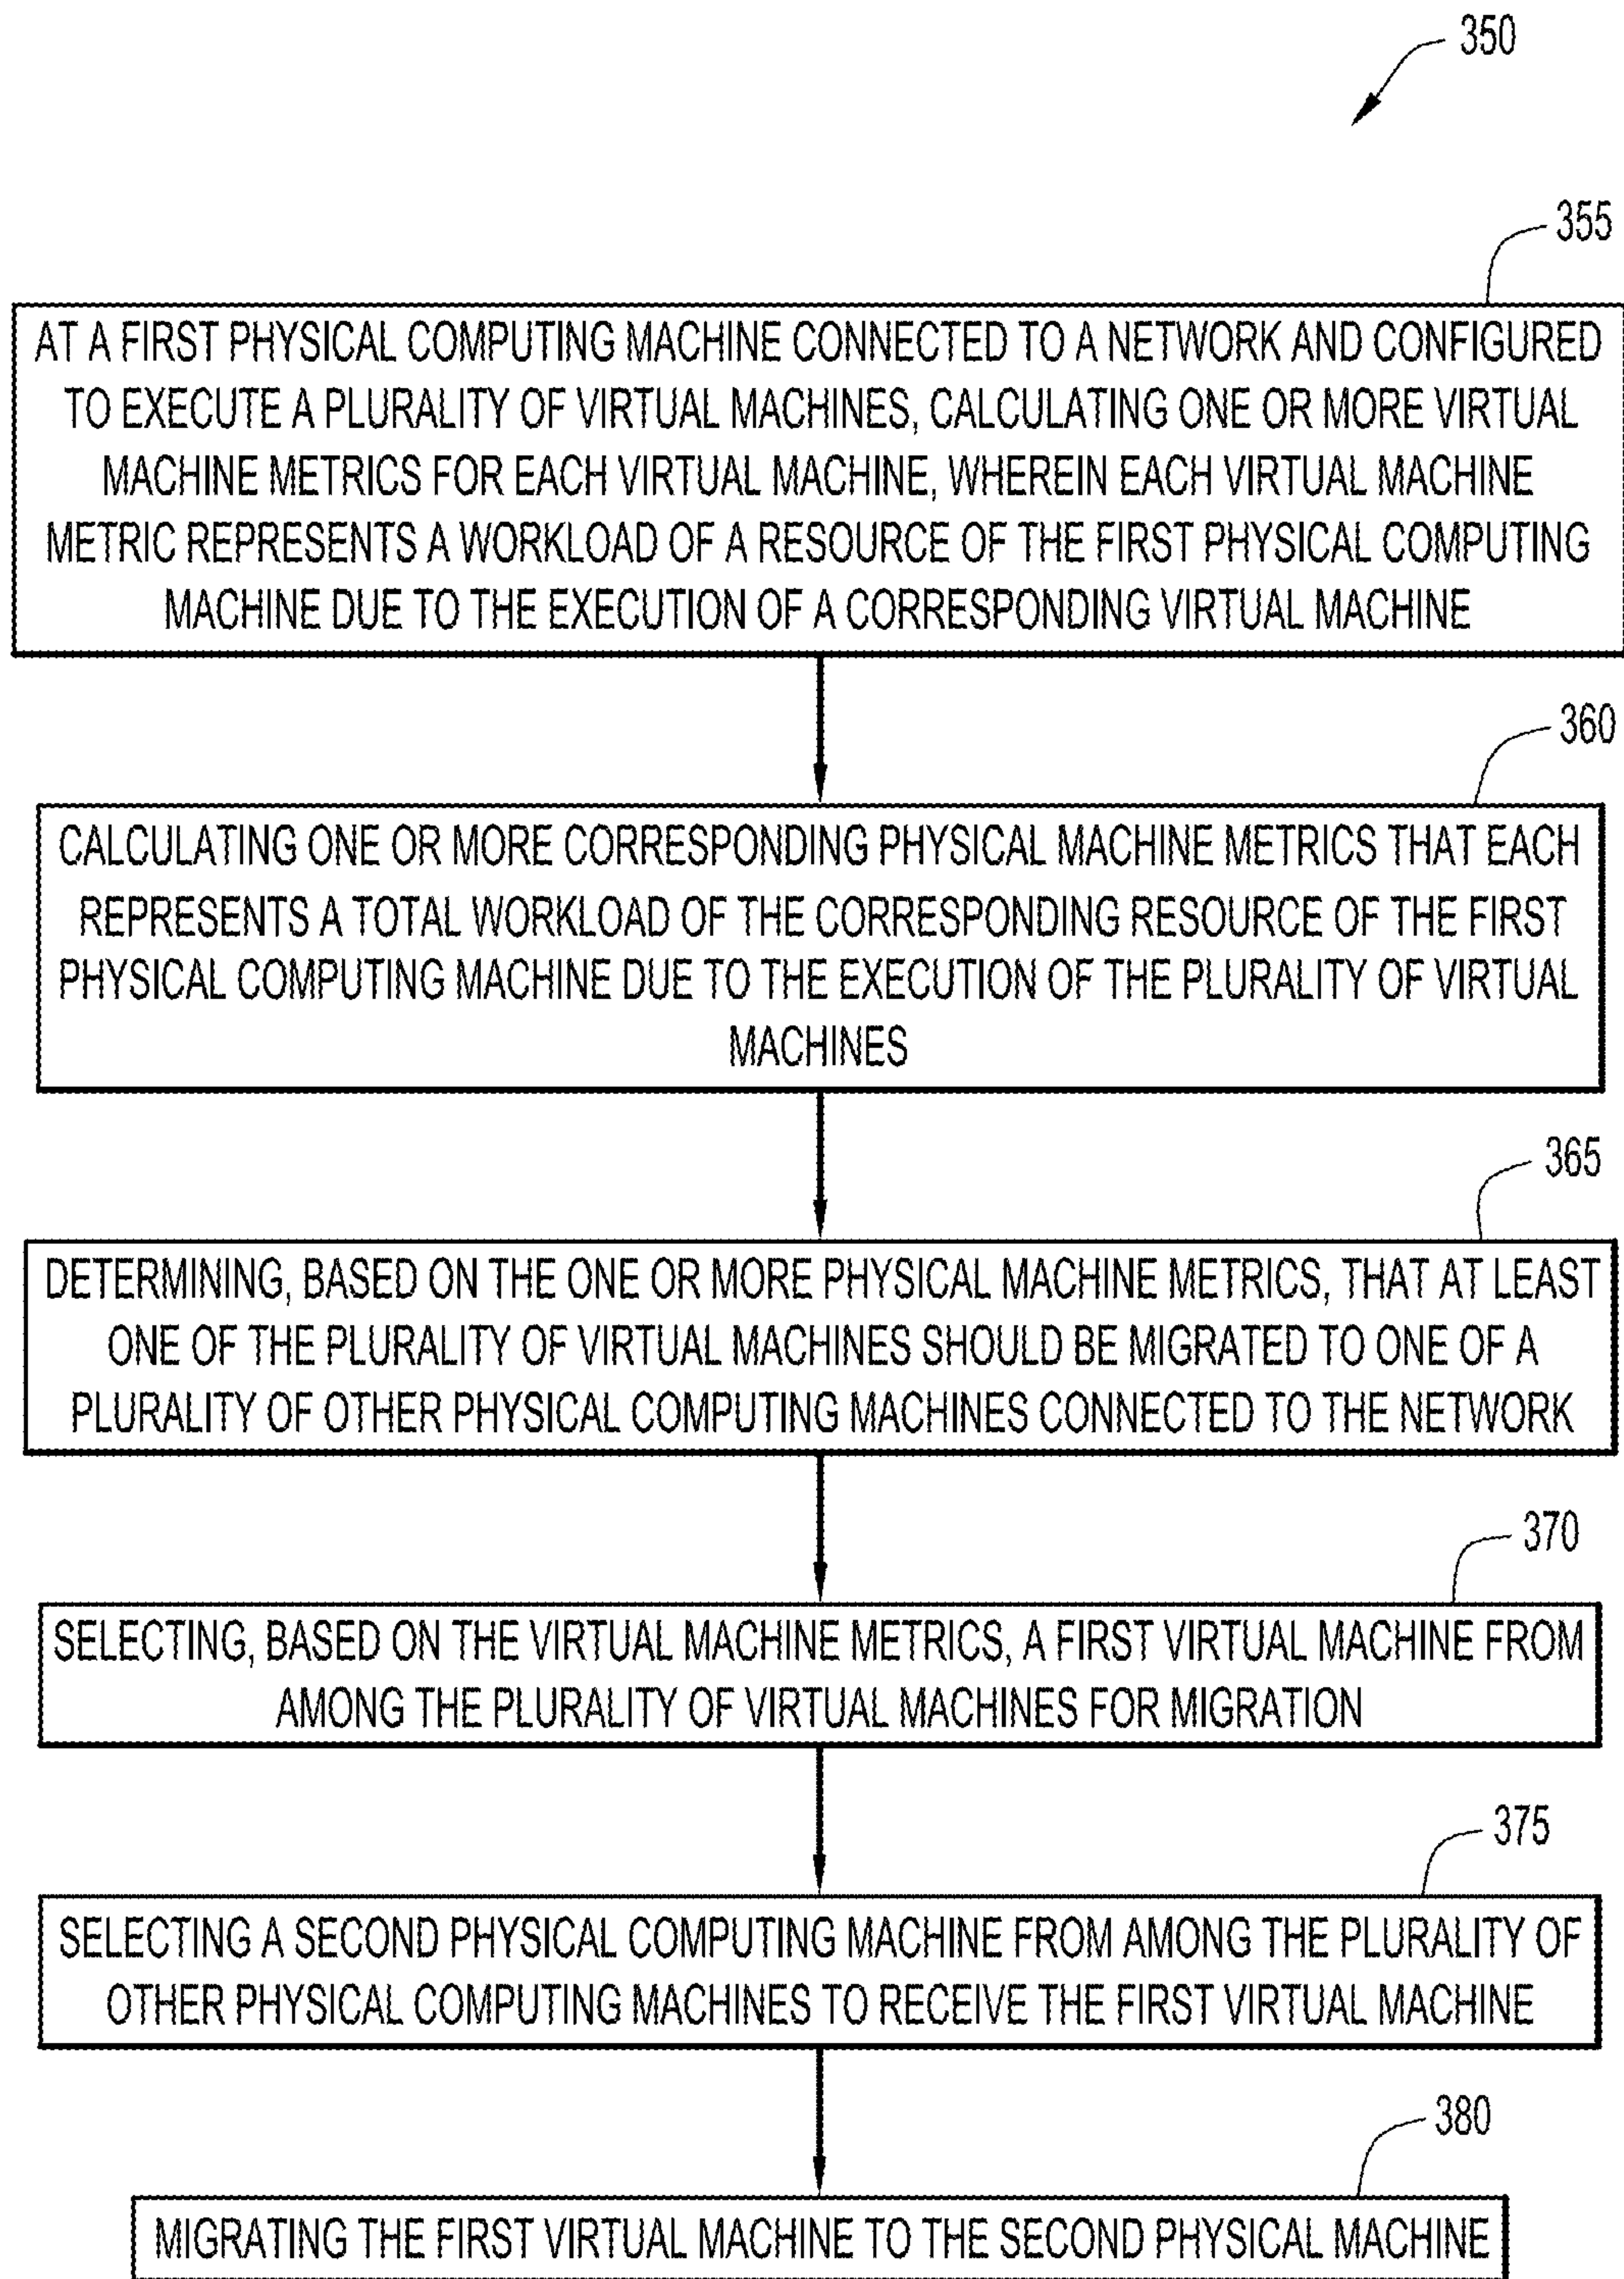 350
355
AT A FIRST PHYSICAL COMPUTING MACHINE CONNECTED TO A NETWORK AND CONFIGURED
TO EXECUTE A PLURALITY OF VIRTUAL MACHINES, CALCULATING ONE OR MORE VIRTUAL
MACHINE METRICS FOR EACH VIRTUAL MACHINE, WHEREIN EACH VIRTUAL MACHINE
METRIC REPRESENTS A WORKLOAD OF A RESOURCE OF THE FIRST PHYSICAL COMPUTING
MACHINE DUE TO THE EXECUTION OF A CORRESPONDING VIRTUAL MACHINE
360
CALCULATING ONE OR MORE CORRESPONDING PHYSICAL MACHINE METRICS THAT EACH
REPRESENTS A TOTAL WORKLOAD OF THE CORRESPONDING RESOURCE OF THE FIRST
PHYSICAL COMPUTING MACHINE DUE TO THE EXECUTION OF THE PLURALITY OF VIRTUAL
MACHINES
365
DETERMINING, BASED ON THE ONE OR MORE PHYSICAL MACHINE METRICS, THAT AT LEAST
ONE OF THE PLURALITY OF VIRTUAL MACHINES SHOULD BE MIGRATED TO ONE OF A
PLURALITY OF OTHER PHYSICAL COMPUTING MACHINES CONNECTED TO THE NETWORK
370
SELECTING, BASED ON THE VIRTUAL MACHINE METRICS, A FIRST VIRTUAL MACHINE FROM
AMONG THE PLURALITY OF VIRTUAL MACHINES FOR MIGRATION
375
SELECTING A SECOND PHYSICAL COMPUTING MACHINE FROM AMONG THE PLURALITY OF
OTHER PHYSICAL COMPUTING MACHINES TO RECEIVE THE FIRST VIRTUAL MACHINE
380
MIGRATING THE FIRST VIRTUAL MACHINE TO THE SECOND PHYSICAL MACHINE